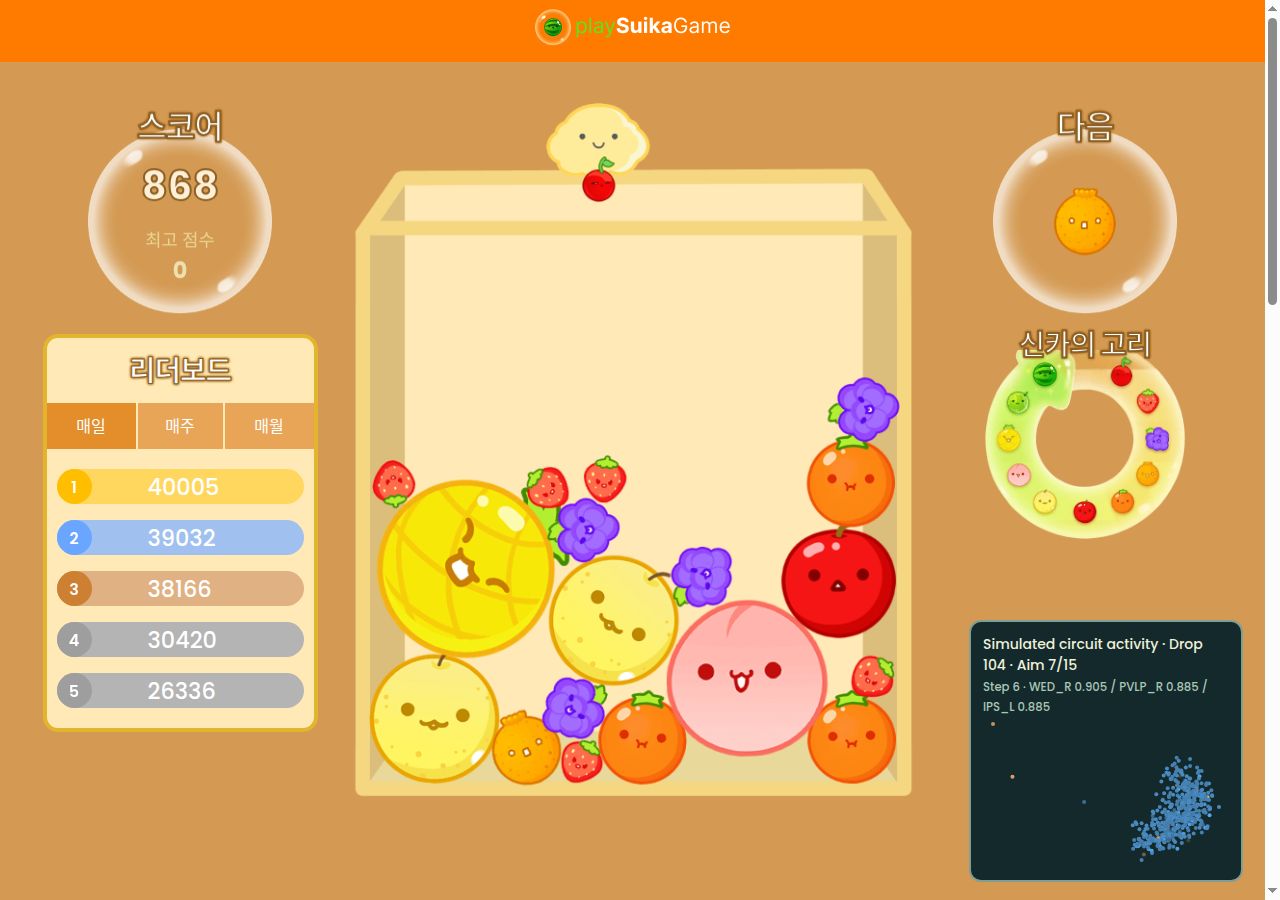 playSuikaGame
스코어
868
최고 점수
0
다음
리더보드
매일 매주 매월
1 40005
2 39032
3 38166
4 30420
5 26336
신카의 고리
Simulated circuit activity · Drop
104 · Aim 7/15
Step 6 · WED_R 0.905 / PVLP_R 0.885 /
IPS_L 0.885